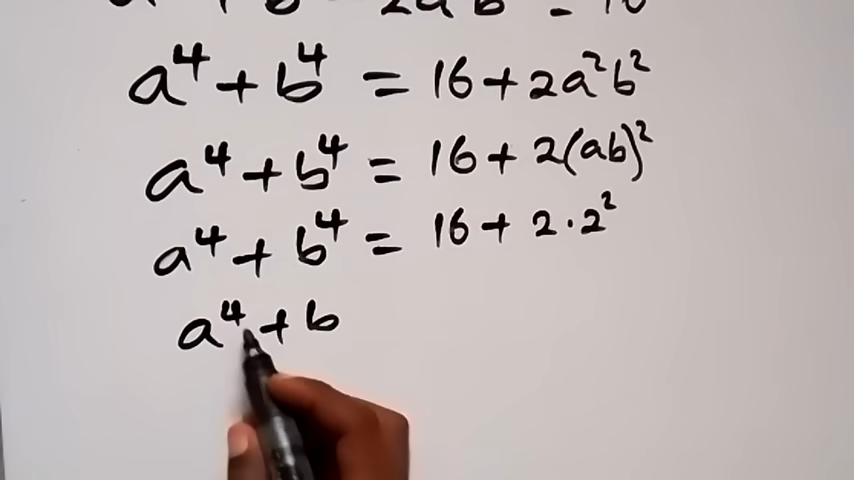 a⁴ + b⁴ = 16 + 2a²b²
a⁴ + b⁴ = 16 + 2(ab)²
a⁴ + b⁴ = 16 + 2 · 2²
a⁴ + b